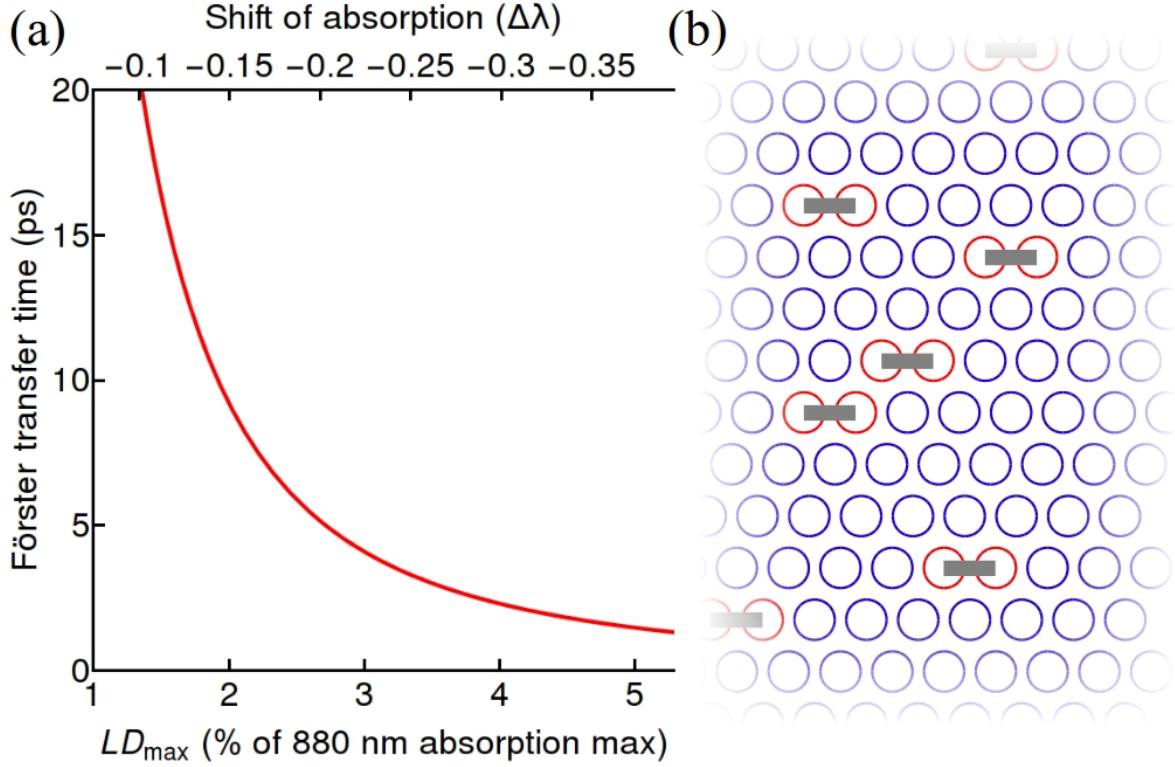 (a)
Shift of absorption (Δλ)
−0.1 −0.15 −0.2 −0.25 −0.3 −0.35
20
15
10
5
0
Förster transfer time (ps)
1 2 3 4 5
LDmax (% of 880 nm absorption max)
(b)